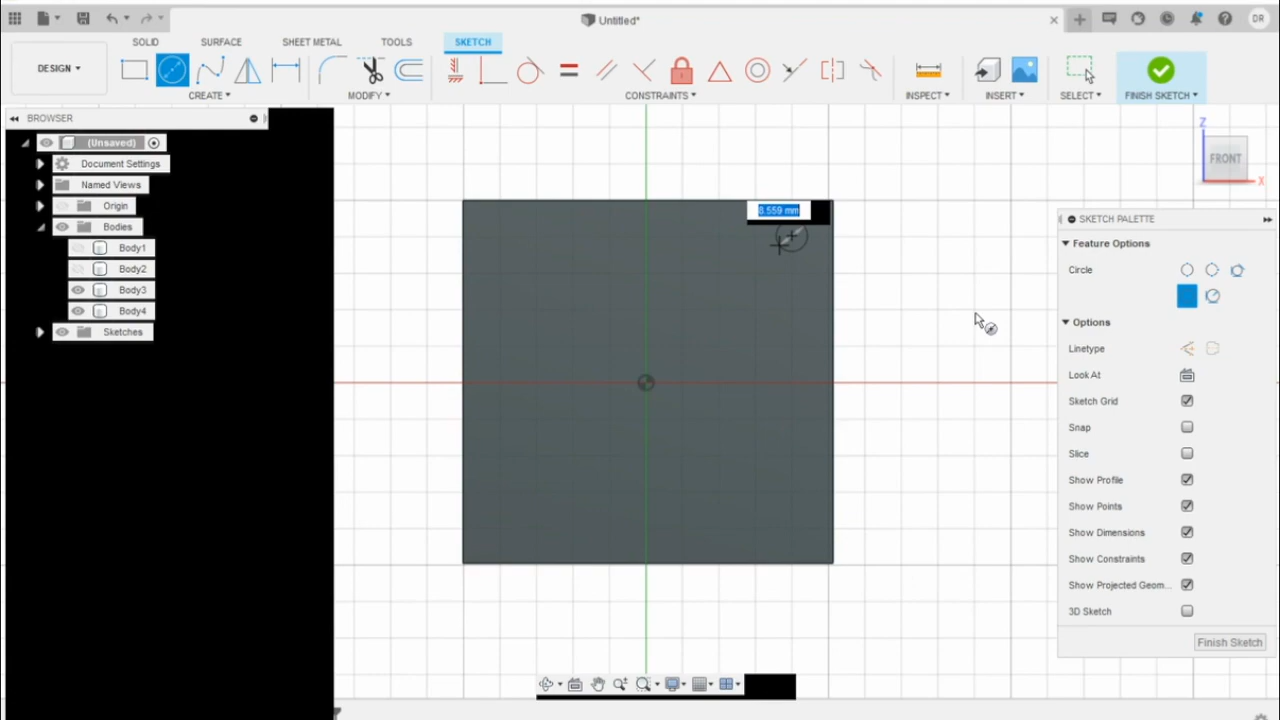 Untitled*
DR
SOLID SURFACE SHEET METAL TOOLS SKETCH
DESIGN
CREATE MODIFY CONSTRAINTS INSPECT INSERT SELECT FINISH SKETCH
BROWSER
(Unsaved)
Document Settings
Named Views
Origin
Bodies
Body1
Body2
Body3
Body4
Sketches
8.559 mm
Z
FRONT
X
SKETCH PALETTE
Feature Options
Circle
Options
Linetype
Look At
Sketch Grid
Snap
Slice
Show Profile
Show Points
Show Dimensions
Show Constraints
Show Projected Geom...
3D Sketch
Finish Sketch